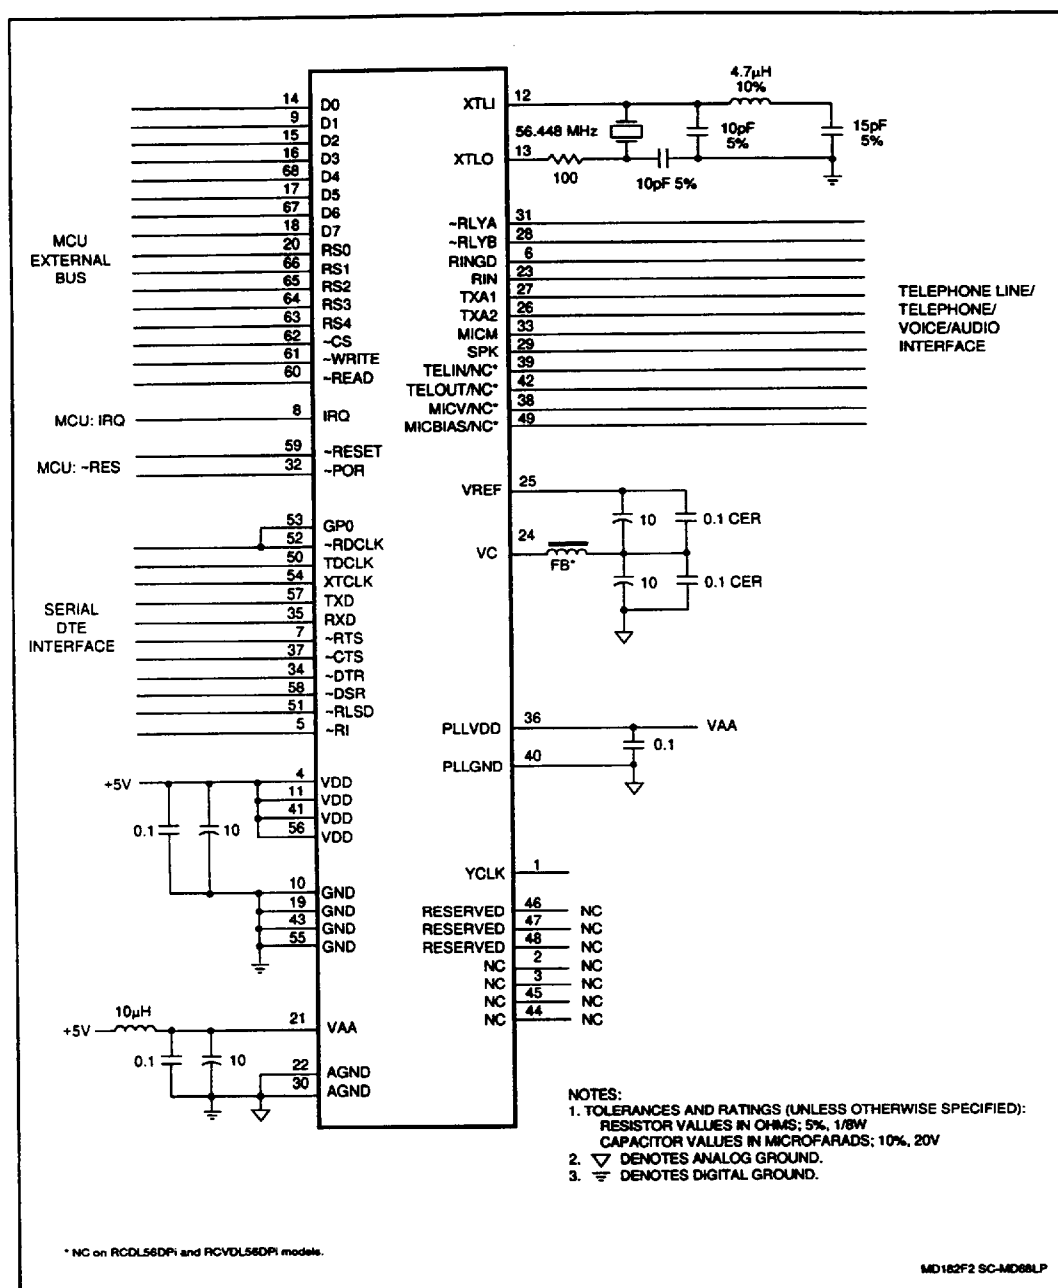 14 D0
9 D1
15 D2
16 D3
68 D4
17 D5
67 D6
18 D7
20 RS0
66 RS1
65 RS2
64 RS3
63 RS4
62 ~CS
61 ~WRITE
60 ~READ
MCU
EXTERNAL
BUS
MCU: IRQ
8 IRQ
59 ~RESET
MCU: ~RES
32 ~POR
53 GP0
52 ~RDCLK
50 TDCLK
54 XTCLK
57 TXD
35 RXD
7 ~RTS
37 ~CTS
34 ~DTR
58 ~DSR
51 ~RLSD
5 ~RI
SERIAL
DTE
INTERFACE
+5V
4 VDD
11 VDD
41 VDD
56 VDD
0.1
10
10 GND
19 GND
43 GND
55 GND
10µH
+5V
21 VAA
0.1
10
22 AGND
30 AGND
XTLI 12
4.7µH
10%
56.448 MHz
10pF
5%
15pF
5%
XTLO 13
100
10pF 5%
~RLYA 31
~RLYB 28
RINGD 6
RIN 23
TXA1 27
TXA2 26
MICM 33
SPK 29
TELIN/NC* 39
TELOUT/NC* 42
MICV/NC* 38
MICBIAS/NC* 49
TELEPHONE LINE/
TELEPHONE/
VOICE/AUDIO
INTERFACE
VREF 25
10
0.1 CER
VC 24
FB*
10
0.1 CER
PLLVDD 36
VAA
0.1
PLLGND 40
YCLK 1
RESERVED 46 NC
RESERVED 47 NC
RESERVED 48 NC
NC 2 NC
NC 3 NC
NC 45 NC
NC 44 NC
NOTES:
1. TOLERANCES AND RATINGS (UNLESS OTHERWISE SPECIFIED):
RESISTOR VALUES IN OHMS; 5%, 1/8W
CAPACITOR VALUES IN MICROFARADS; 10%, 20V
2. DENOTES ANALOG GROUND.
3. DENOTES DIGITAL GROUND.
* NC on RCDL56DPi and RCVDL56DPi models.
MD182F2 SC-MD68LP